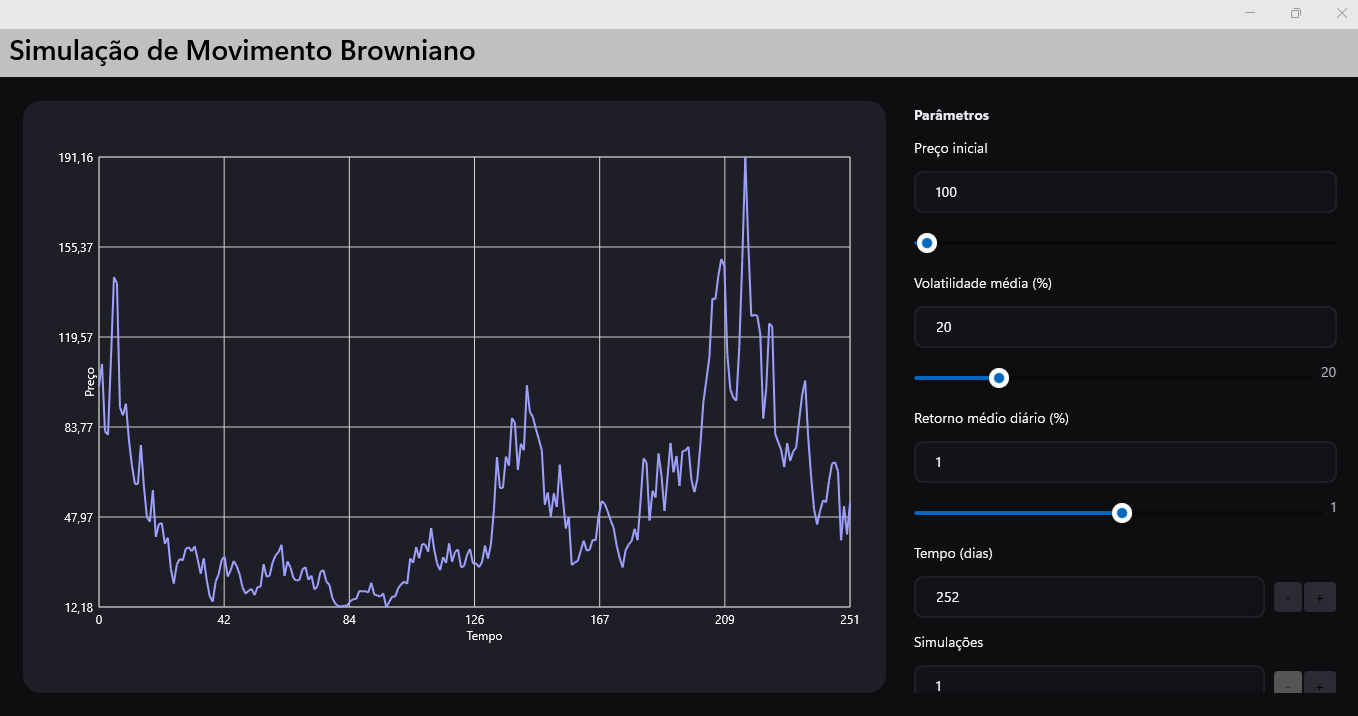 Simulação de Movimento Browniano
191,16
155,37
119,57
83,77
47,97
12,18
Preço
0 42 84 126 167 209 251
Tempo
Parâmetros
Preço inicial
100
Volatilidade média (%)
20
20
Retorno médio diário (%)
1
1
Tempo (dias)
252
- +
Simulações
1
- +